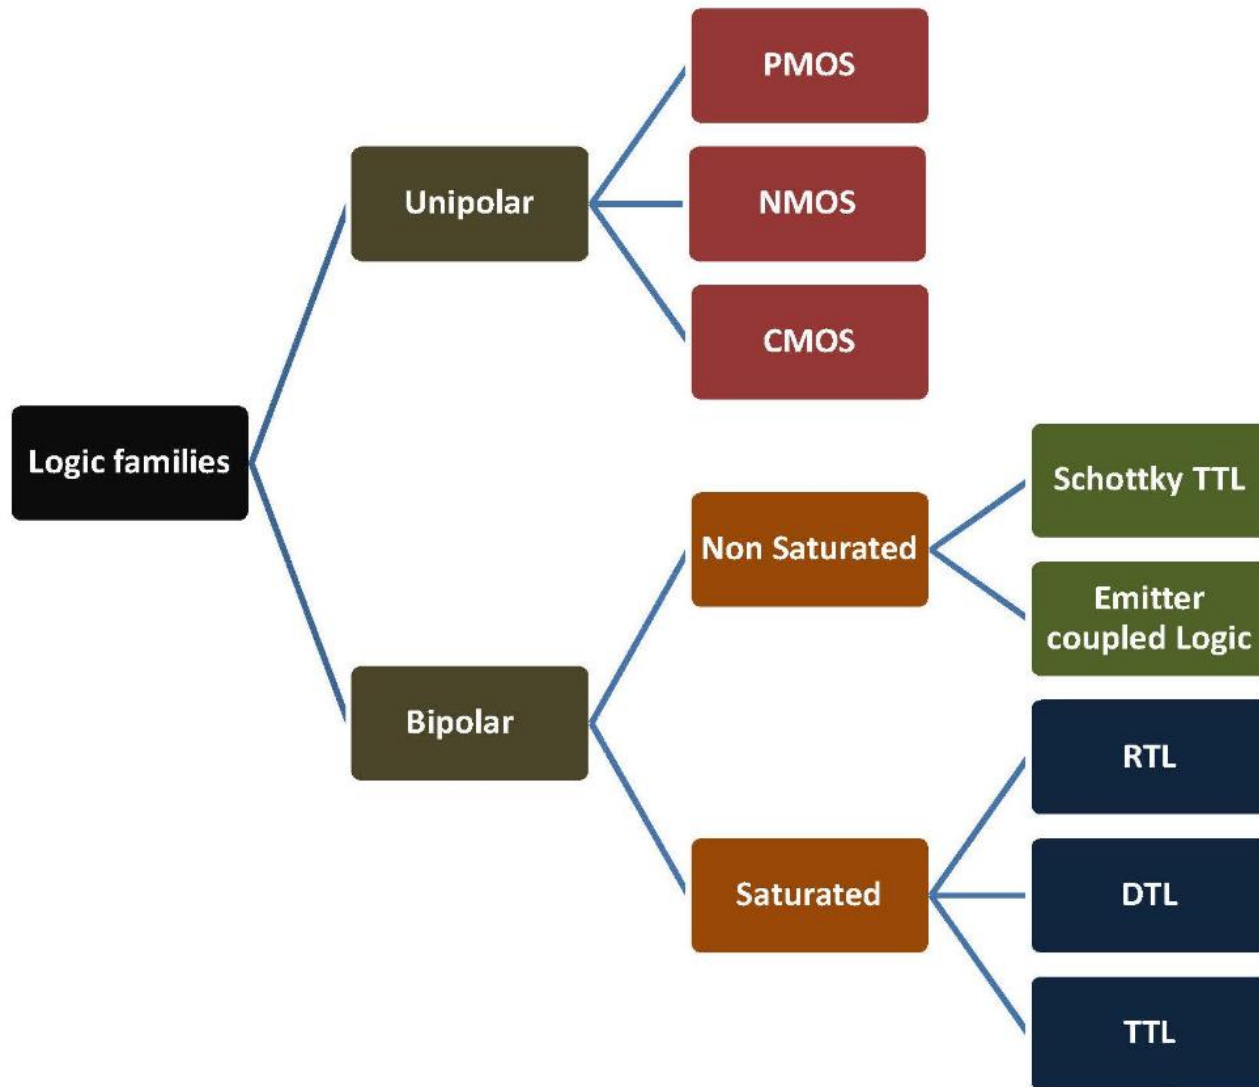 PMOS
Unipolar
NMOS
CMOS
Logic families
Schottky TTL
Non Saturated
Emitter
coupled Logic
Bipolar
RTL
Saturated
DTL
TTL